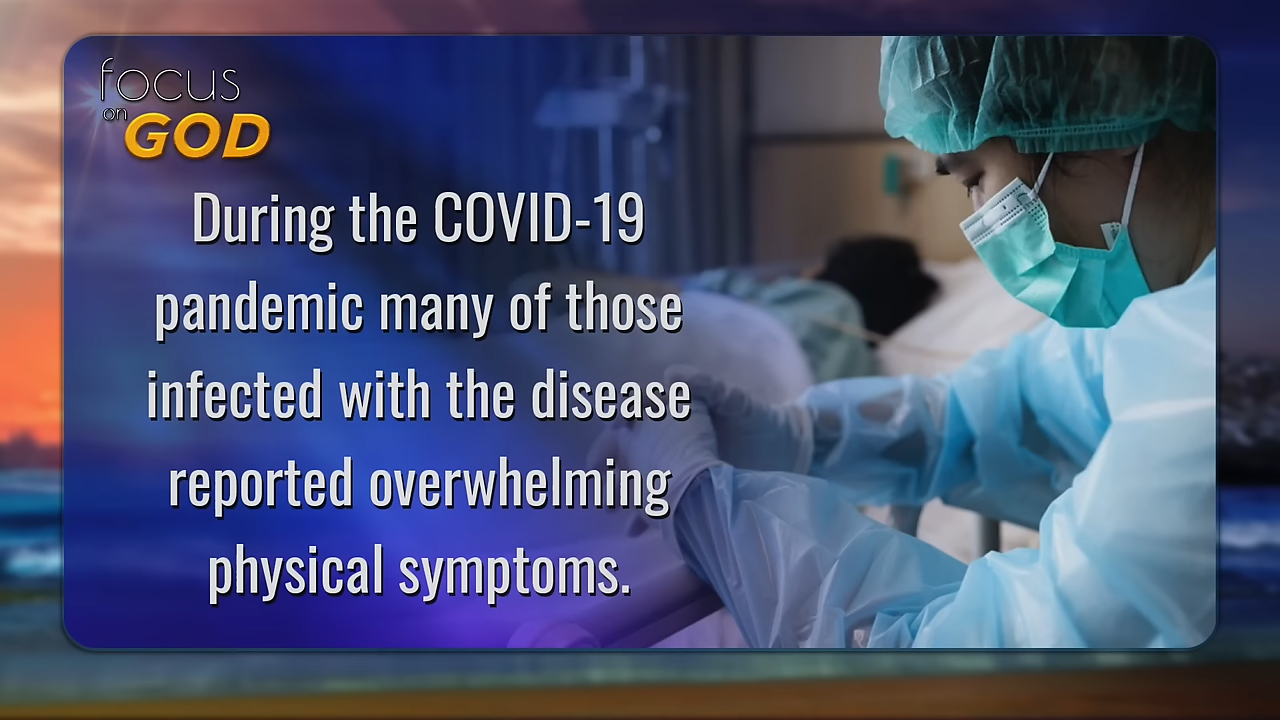 focus
on
GOD
During the COVID-19
pandemic many of those
infected with the disease
reported overwhelming
physical symptoms.